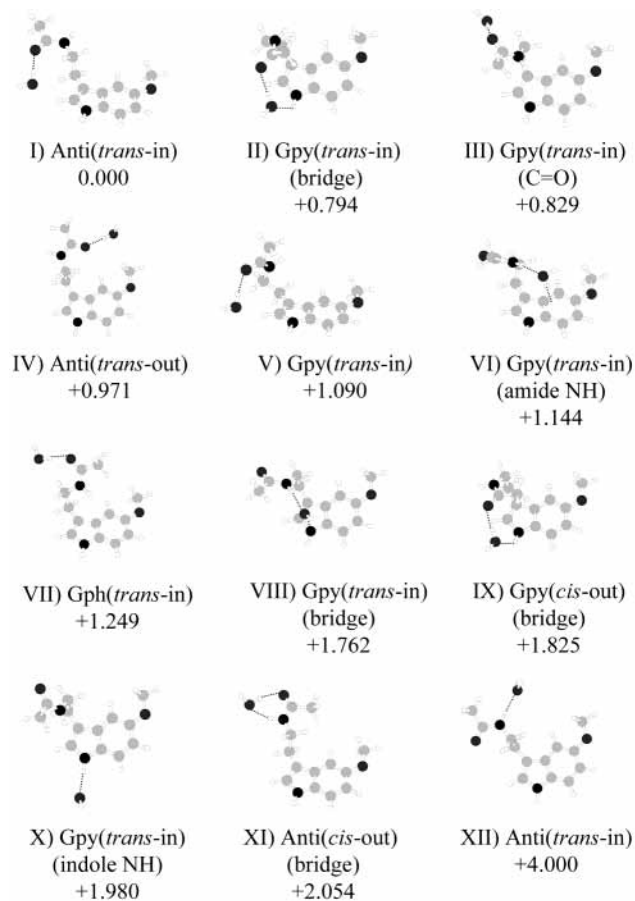 I) Anti(trans-in)
0.000
II) Gpy(trans-in)
(bridge)
+0.794
III) Gpy(trans-in)
(C=O)
+0.829
IV) Anti(trans-out)
+0.971
V) Gpy(trans-in)
+1.090
VI) Gpy(trans-in)
(amide NH)
+1.144
VII) Gph(trans-in)
+1.249
VIII) Gpy(trans-in)
(bridge)
+1.762
IX) Gpy(cis-out)
(bridge)
+1.825
X) Gpy(trans-in)
(indole NH)
+1.980
XI) Anti(cis-out)
(bridge)
+2.054
XII) Anti(trans-in)
+4.000